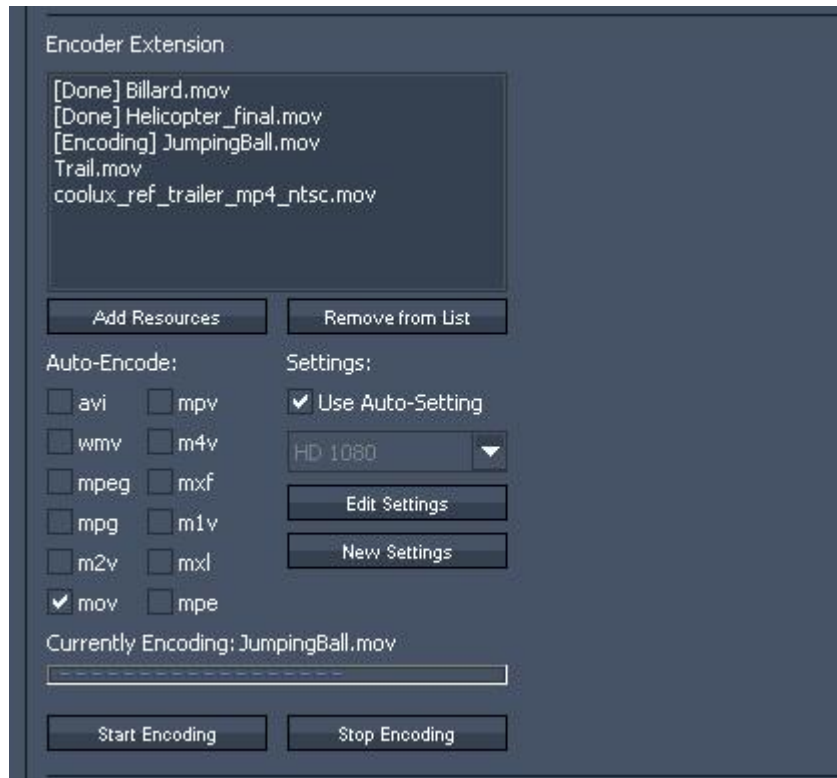 Encoder Extension
[Done] Billard.mov
[Done] Helicopter_final.mov
[Encoding] JumpingBall.mov
Trail.mov
coolux_ref_trailer_mp4_ntsc.mov
Add Resources Remove from List
Auto-Encode: Settings:
avi mpv Use Auto-Setting
wmv m4v HD 1080
mpeg mxf Edit Settings
mpg m1v
m2v mxl New Settings
mov mpe
Currently Encoding: JumpingBall.mov
Start Encoding Stop Encoding